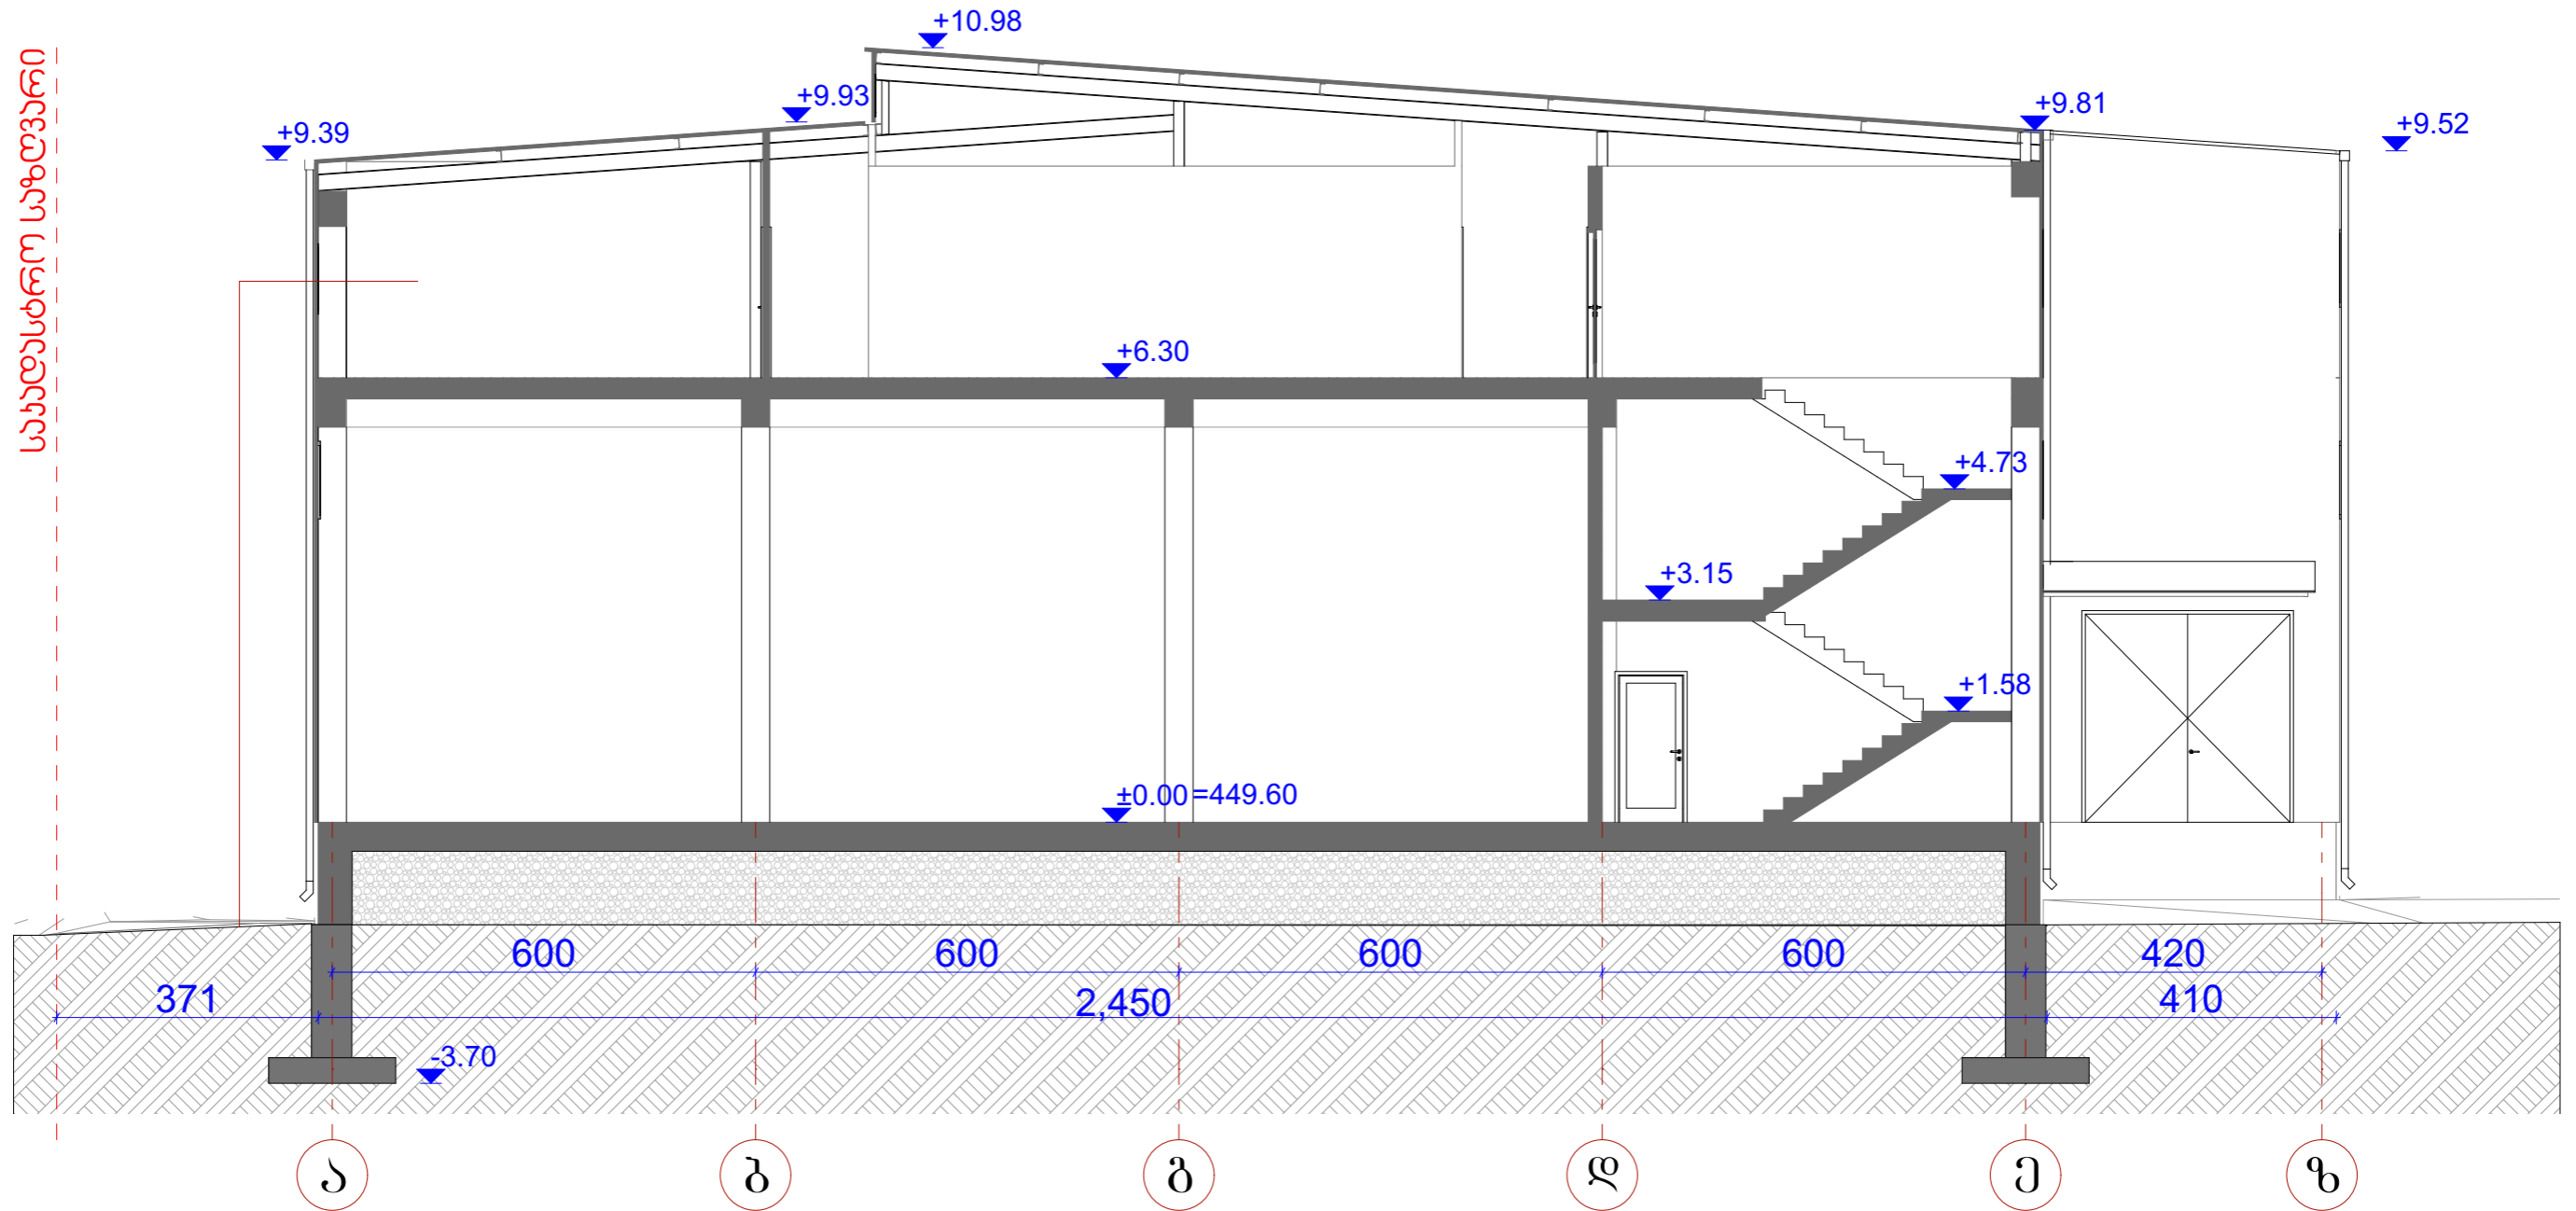 საკადასტრო საზღვარი
+10.98
+9.93
+9.81
+9.39
+9.52
+6.30
+4.73
+3.15
+1.58
±0.00=449.60
600
600
600
600
420
371
2,450
410
-3.70
ა
ბ
გ
დ
ე
ზ